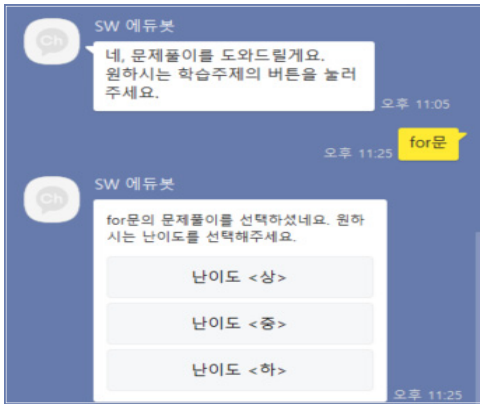 SW 에듀봇
네, 문제풀이를 도와드릴게요.
원하시는 학습주제의 버튼을 눌러
주세요.
오후 11:05
for문
오후 11:25
SW 에듀봇
for문의 문제풀이를 선택하셨네요. 원하
시는 난이도를 선택해주세요.
난이도 <상>
난이도 <중>
난이도 <하>
오후 11:25
Ch
Ch